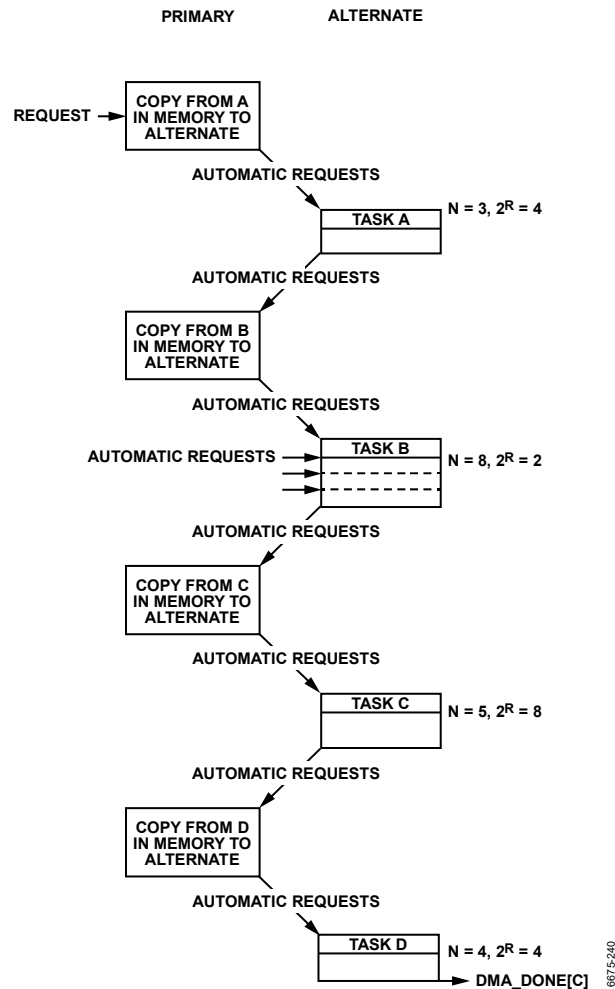 PRIMARY ALTERNATE
REQUEST
COPY FROM A
IN MEMORY TO
ALTERNATE
AUTOMATIC REQUESTS
TASK A
N = 3, 2R = 4
AUTOMATIC REQUESTS
COPY FROM B
IN MEMORY TO
ALTERNATE
AUTOMATIC REQUESTS
AUTOMATIC REQUESTS
TASK B
N = 8, 2R = 2
AUTOMATIC REQUESTS
COPY FROM C
IN MEMORY TO
ALTERNATE
AUTOMATIC REQUESTS
TASK C
N = 5, 2R = 8
AUTOMATIC REQUESTS
COPY FROM D
IN MEMORY TO
ALTERNATE
AUTOMATIC REQUESTS
TASK D
N = 4, 2R = 4
DMA_DONE[C]
6675-240